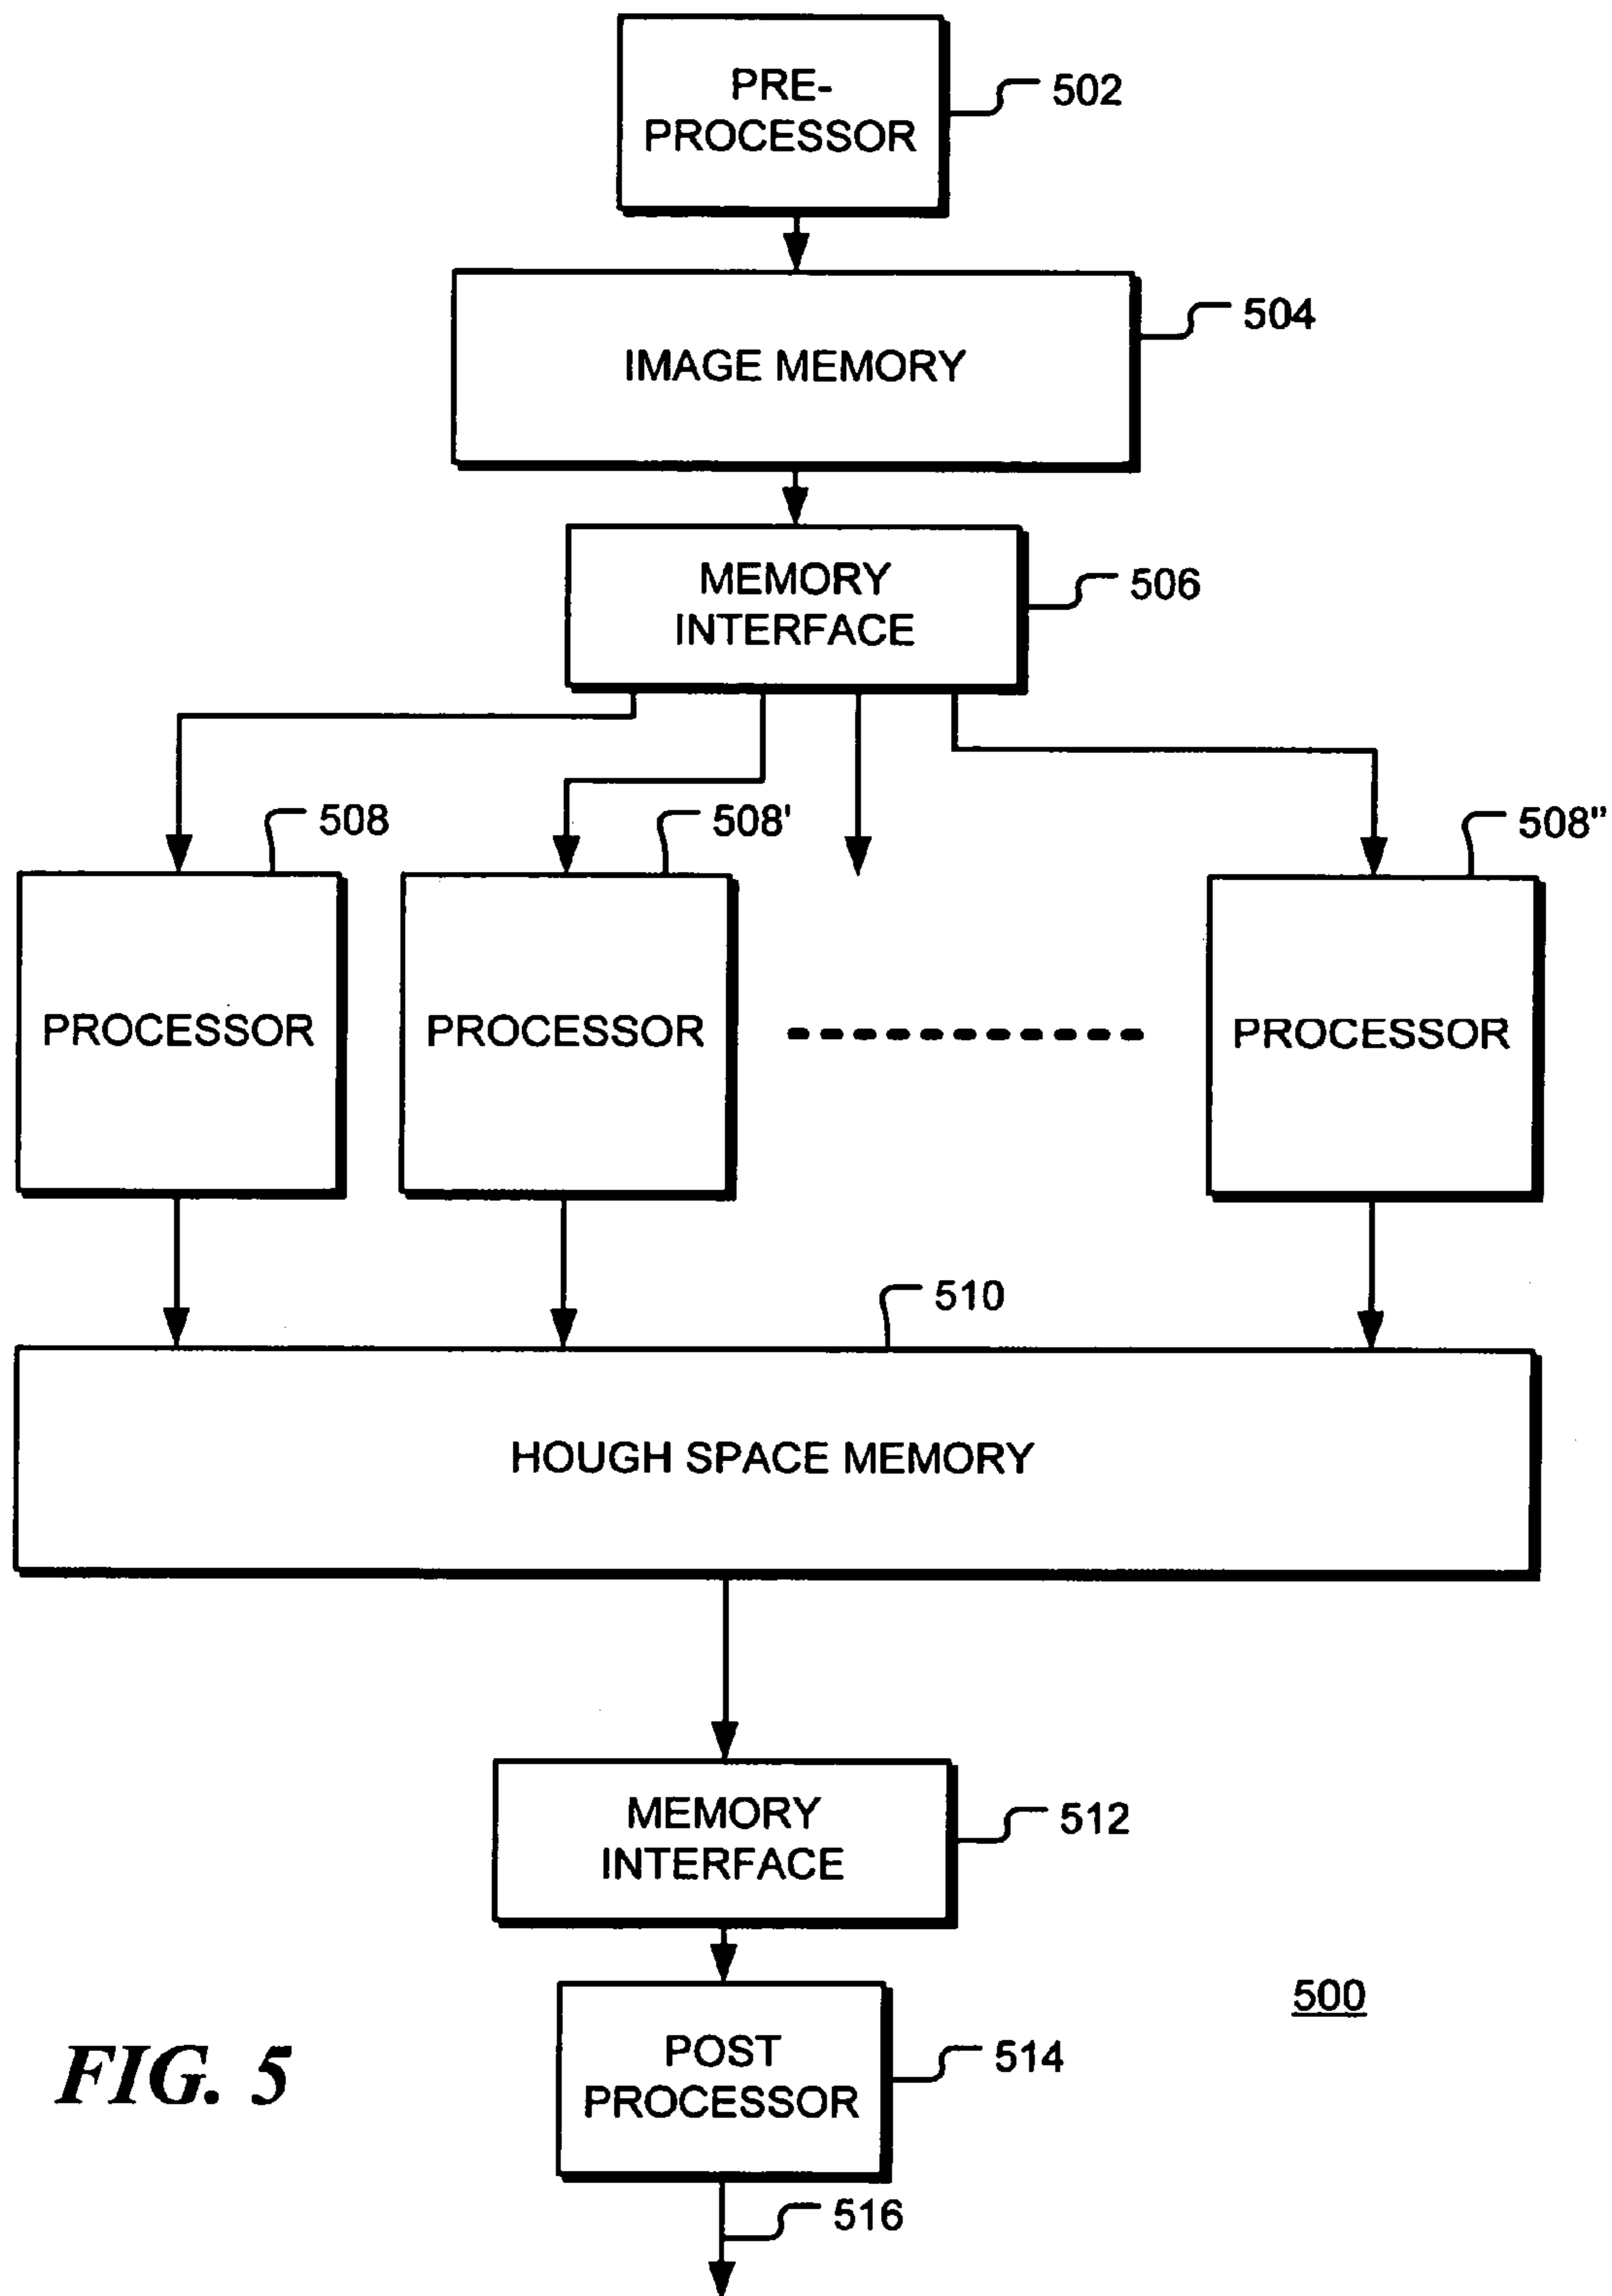 PRE-
PROCESSOR
502
IMAGE MEMORY
504
MEMORY
INTERFACE
506
508
508'
508"
PROCESSOR
PROCESSOR
PROCESSOR
510
HOUGH SPACE MEMORY
MEMORY
INTERFACE
512
POST
PROCESSOR
514
500
FIG. 5
516